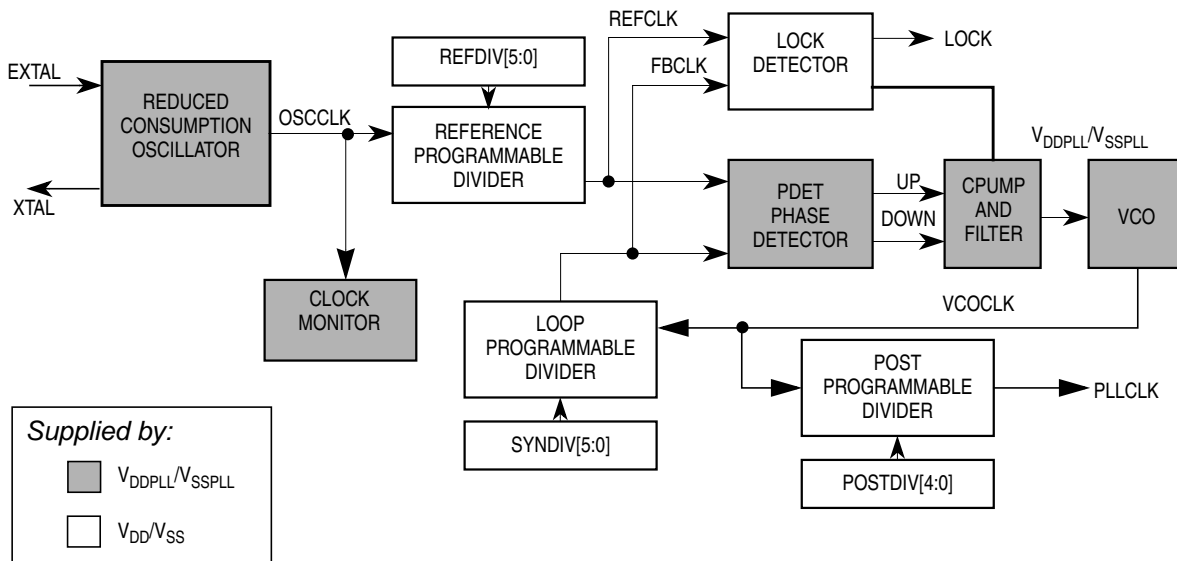 REFCLK
LOCK
DETECTOR
LOCK
REFDIV[5:0]
FBCLK
EXTAL
REDUCED
CONSUMPTION
OSCILLATOR
OSCCLK
REFERENCE
PROGRAMMABLE
DIVIDER
VDDPLL/VSSPLL
XTAL
PDET
PHASE
DETECTOR
UP
DOWN
CPUMP
AND
FILTER
VCO
CLOCK
MONITOR
LOOP
PROGRAMMABLE
DIVIDER
VCOCLK
POST
PROGRAMMABLE
DIVIDER
PLLCLK
SYNDIV[5:0]
POSTDIV[4:0]
Supplied by:
VDDPLL/VSSPLL
VDD/VSS